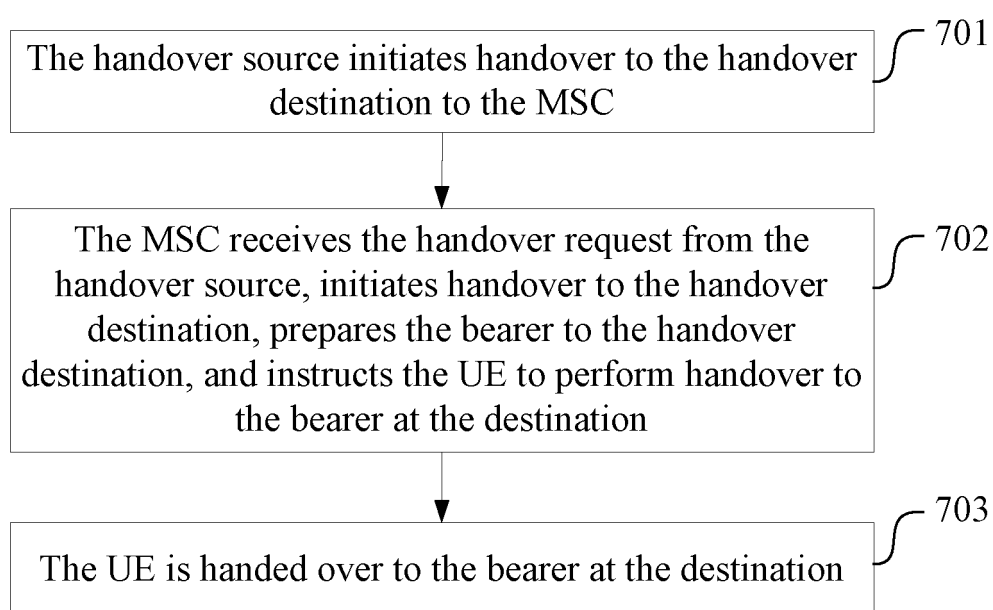 The handover source initiates handover to the handover
destination to the MSC
701
The MSC receives the handover request from the
handover source, initiates handover to the handover
destination, prepares the bearer to the handover
destination, and instructs the UE to perform handover to
the bearer at the destination
702
The UE is handed over to the bearer at the destination
703